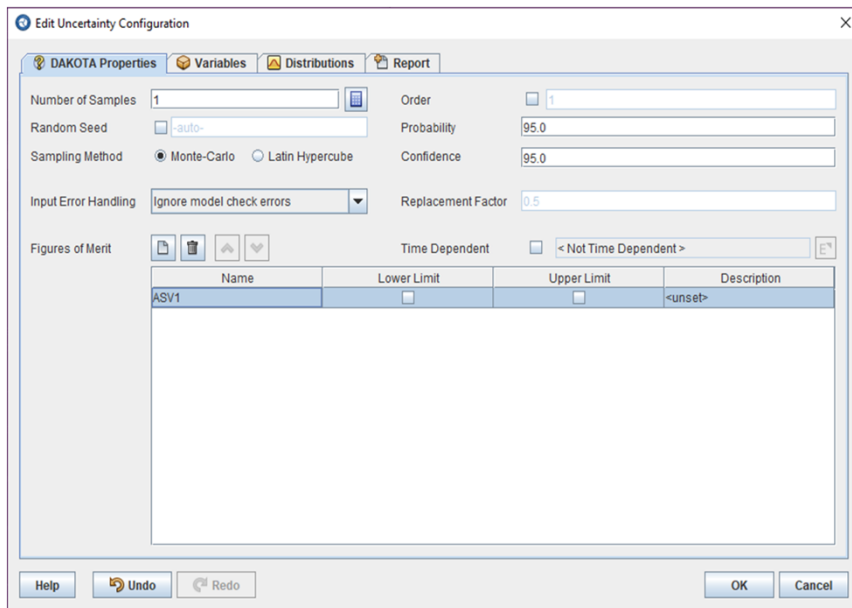 Edit Uncertainty Configuration
DAKOTA Properties Variables Distributions Report
Number of Samples 1 Order 1
Random Seed -auto- Probability 95.0
Sampling Method Monte-Carlo Latin Hypercube Confidence 95.0
Input Error Handling Ignore model check errors Replacement Factor 0.5
Figures of Merit Time Dependent < Not Time Dependent >
Name Lower Limit Upper Limit Description
ASV1 <unset>
Help Undo Redo OK Cancel